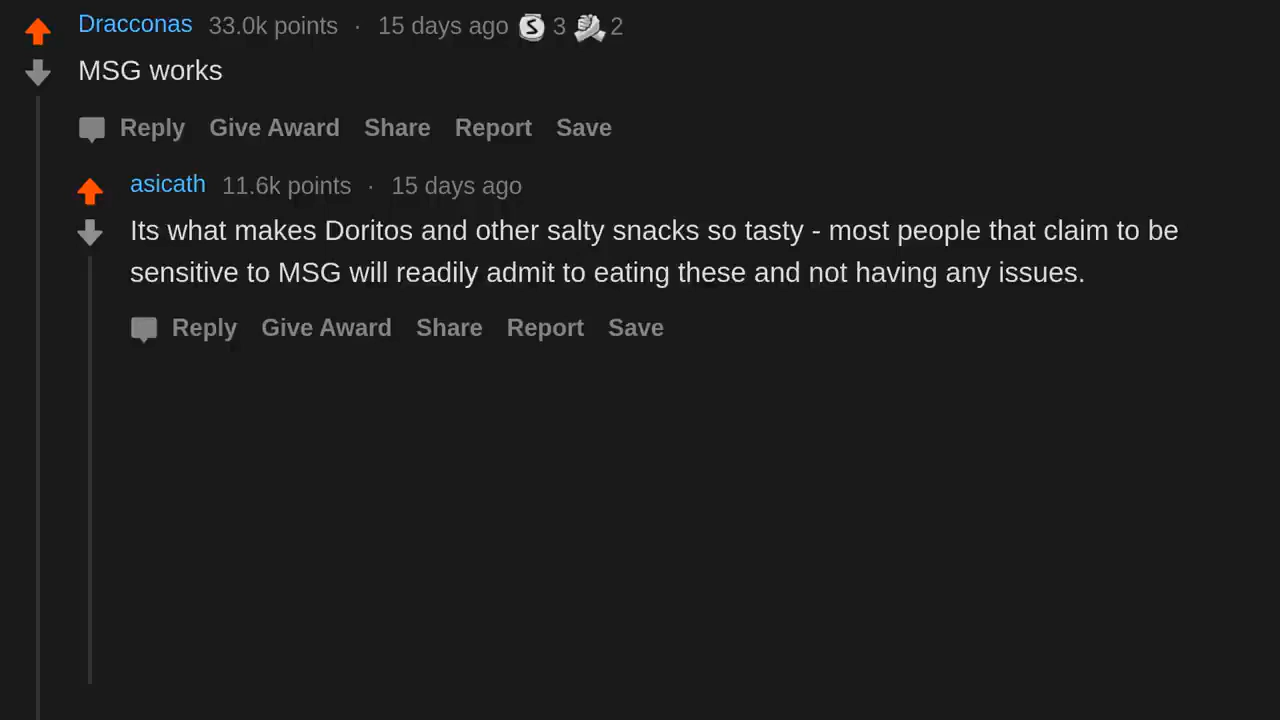 Dracconas 33.0k points · 15 days ago 3 2
MSG works
Reply Give Award Share Report Save
asicath 11.6k points · 15 days ago
Its what makes Doritos and other salty snacks so tasty - most people that claim to be
sensitive to MSG will readily admit to eating these and not having any issues.
Reply Give Award Share Report Save